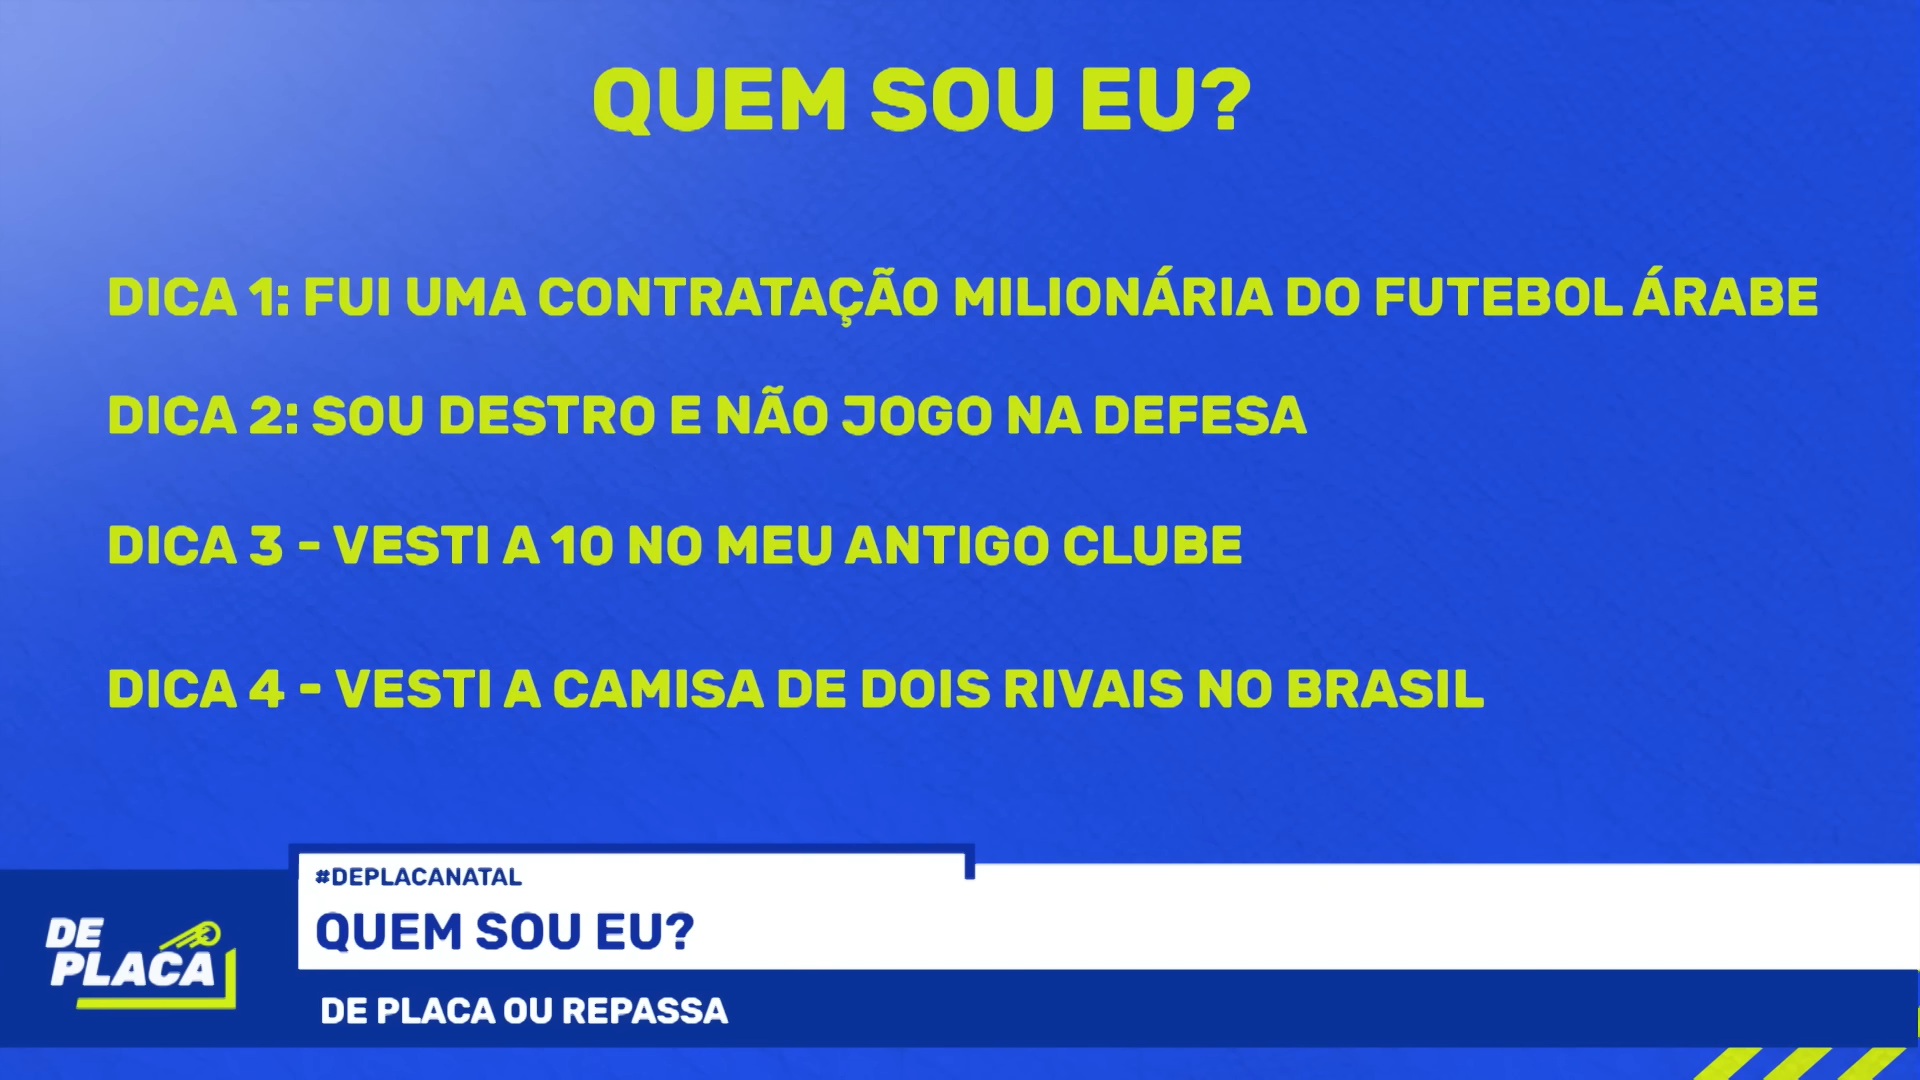 QUEM SOU EU?
DICA 1: FUI UMA CONTRATAÇÃO MILIONÁRIA DO FUTEBOL ÁRABE
DICA 2: SOU DESTRO E NÃO JOGO NA DEFESA
DICA 3 - VESTI A 10 NO MEU ANTIGO CLUBE
DICA 4 - VESTI A CAMISA DE DOIS RIVAIS NO BRASIL
#DEPLACANATAL
QUEM SOU EU?
DE PLACA OU REPASSA
DE
PLACA